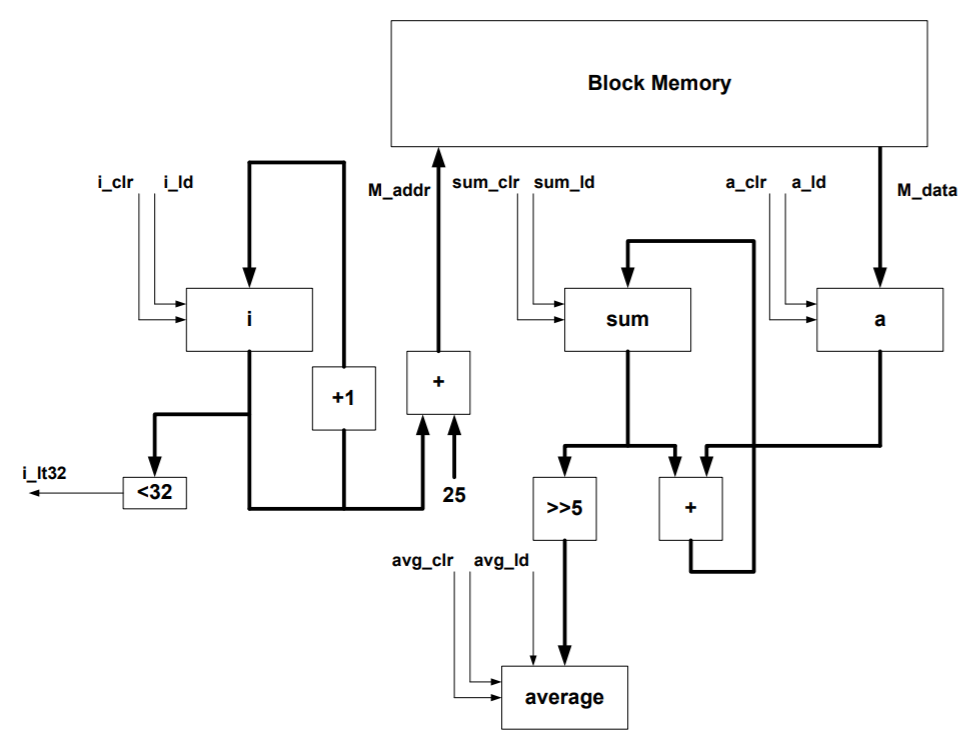 Block Memory
i_clr i_ld
M_addr
sum_clr sum_ld
a_clr a_ld
M_data
i
sum
a
+1
+
i_lt32
<32
25
>>5
+
avg_clr avg_ld
average